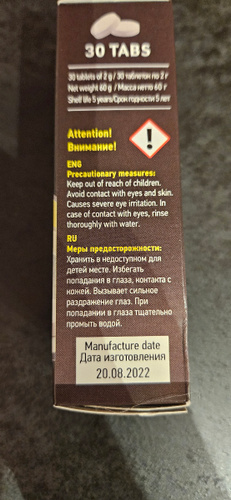 30 TABS
30 tablets of 2 g / 30 таблеток по 2 г
Net weight 60 g / Масса нетто 60 г
Shelf life 5 years/Срок годности 5 лет
Attention!
Внимание!
ENG
Precautionary measures:
Keep out of reach of children.
Avoid contact with eyes and skin.
Causes severe eye irritation. In
case of contact with eyes, rinse
thoroughly with water.
RU
Меры предосторожности:
Хранить в недоступном для
детей месте. Избегать
попадания в глаза, контакта с
кожей. Вызывает сильное
раздражение глаз. При
попадании в глаза тщательно
промыть водой.
Manufacture date
Дата изготовления
20.08.2022